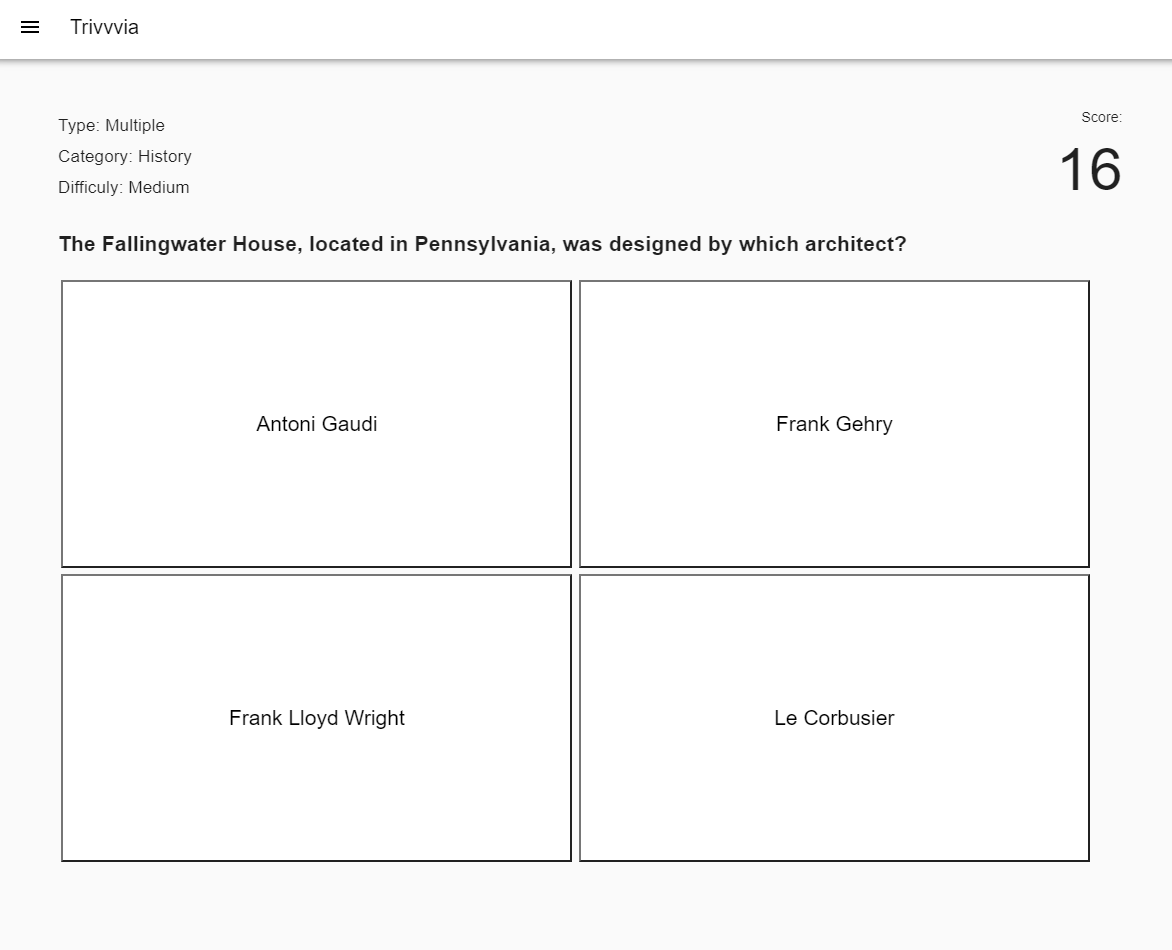 Trivvvia
Type: Multiple
Category: History
Difficuly: Medium
Score:
16
The Fallingwater House, located in Pennsylvania, was designed by which architect?
Antoni Gaudi
Frank Gehry
Frank Lloyd Wright
Le Corbusier